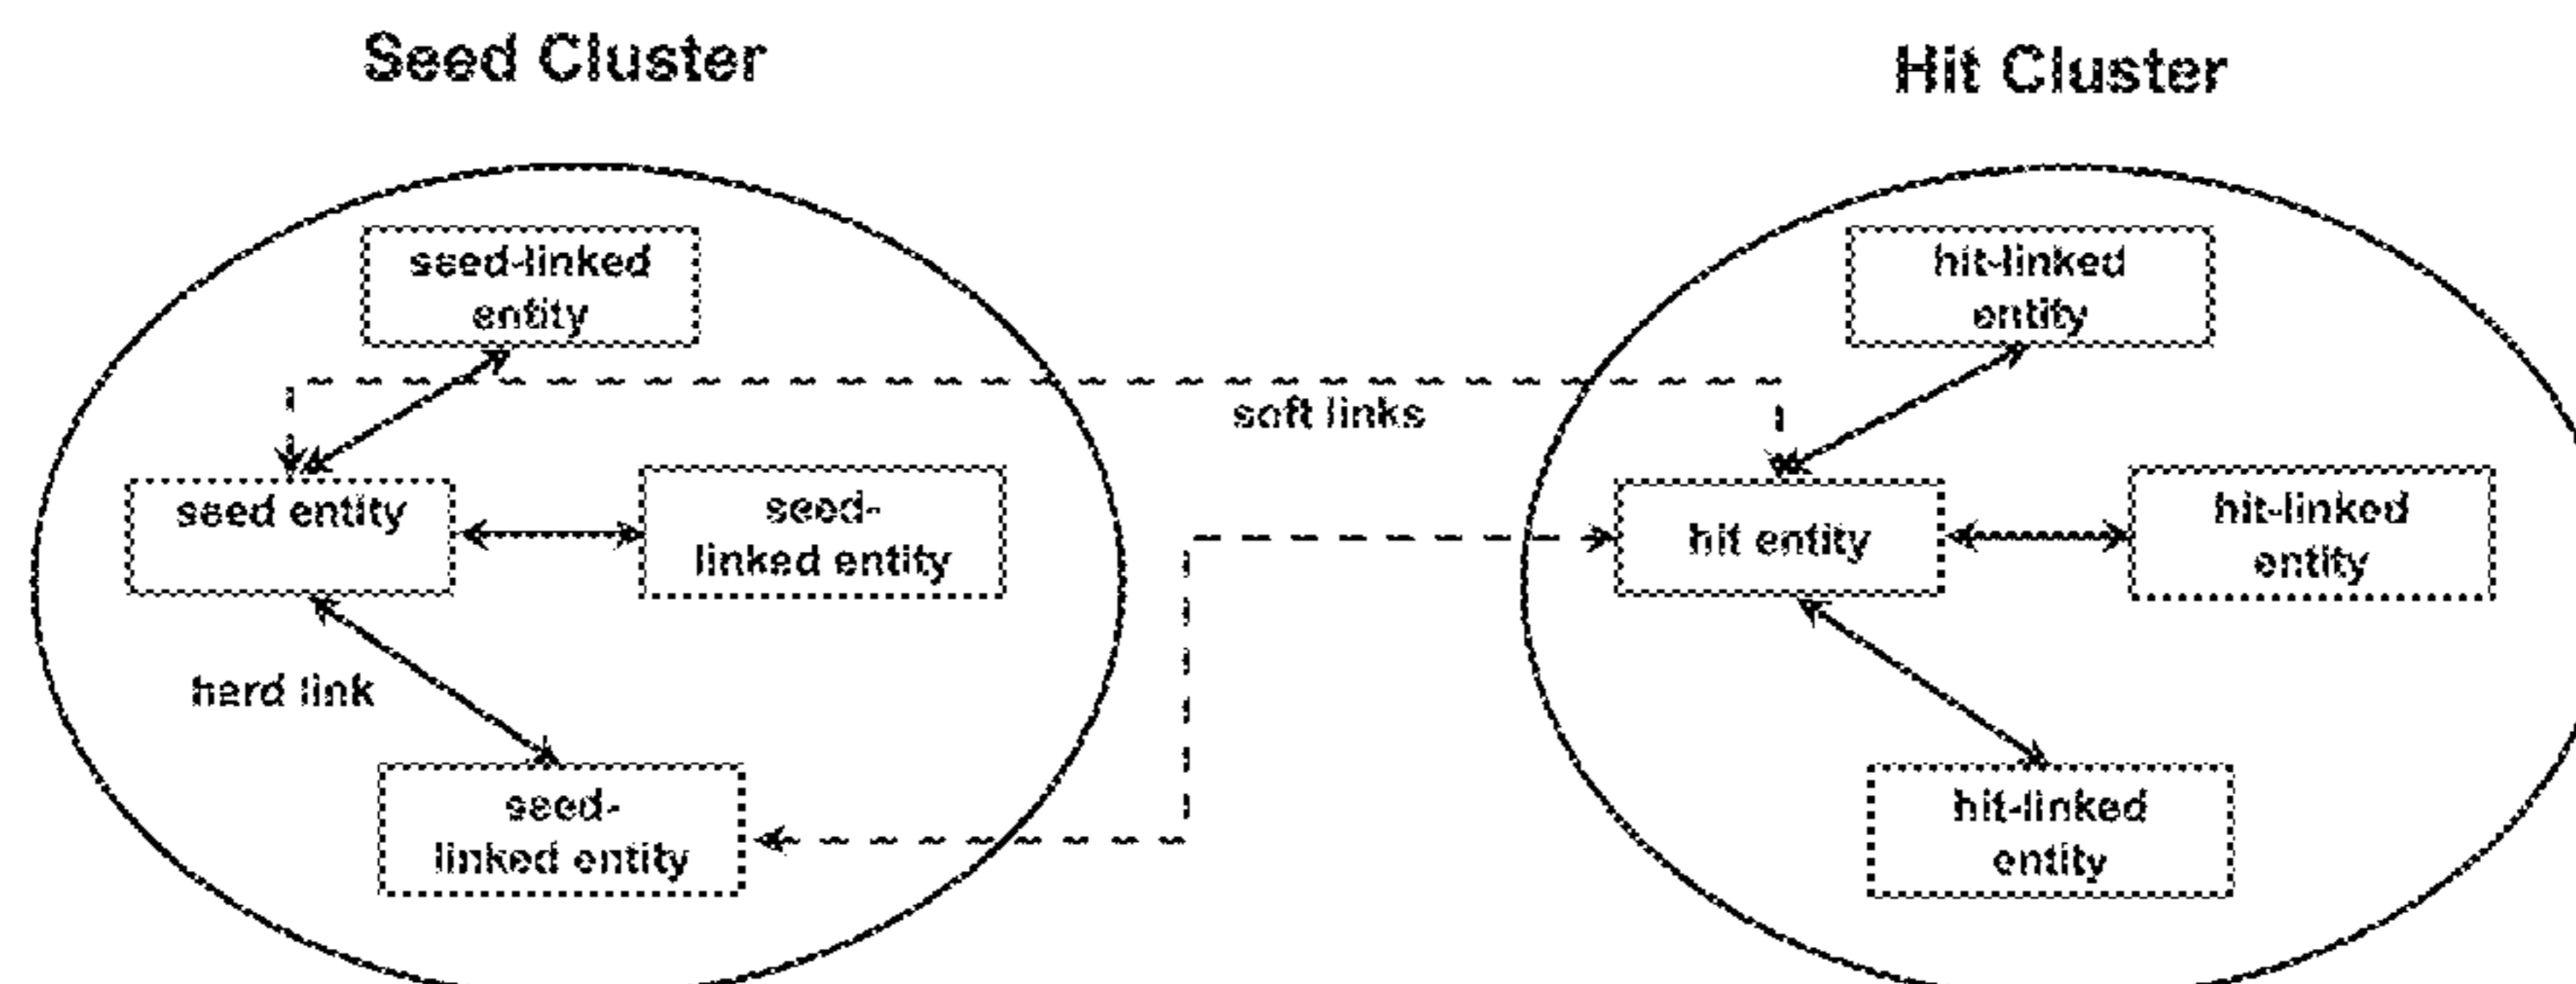 Seed Cluster
Hit Cluster
seed-linked
entity
hit-linked
entity
soft links
seed entity
seed-
linked entity
hit entity
hit-linked
entity
hard link
seed-
linked entity
hit-linked
entity